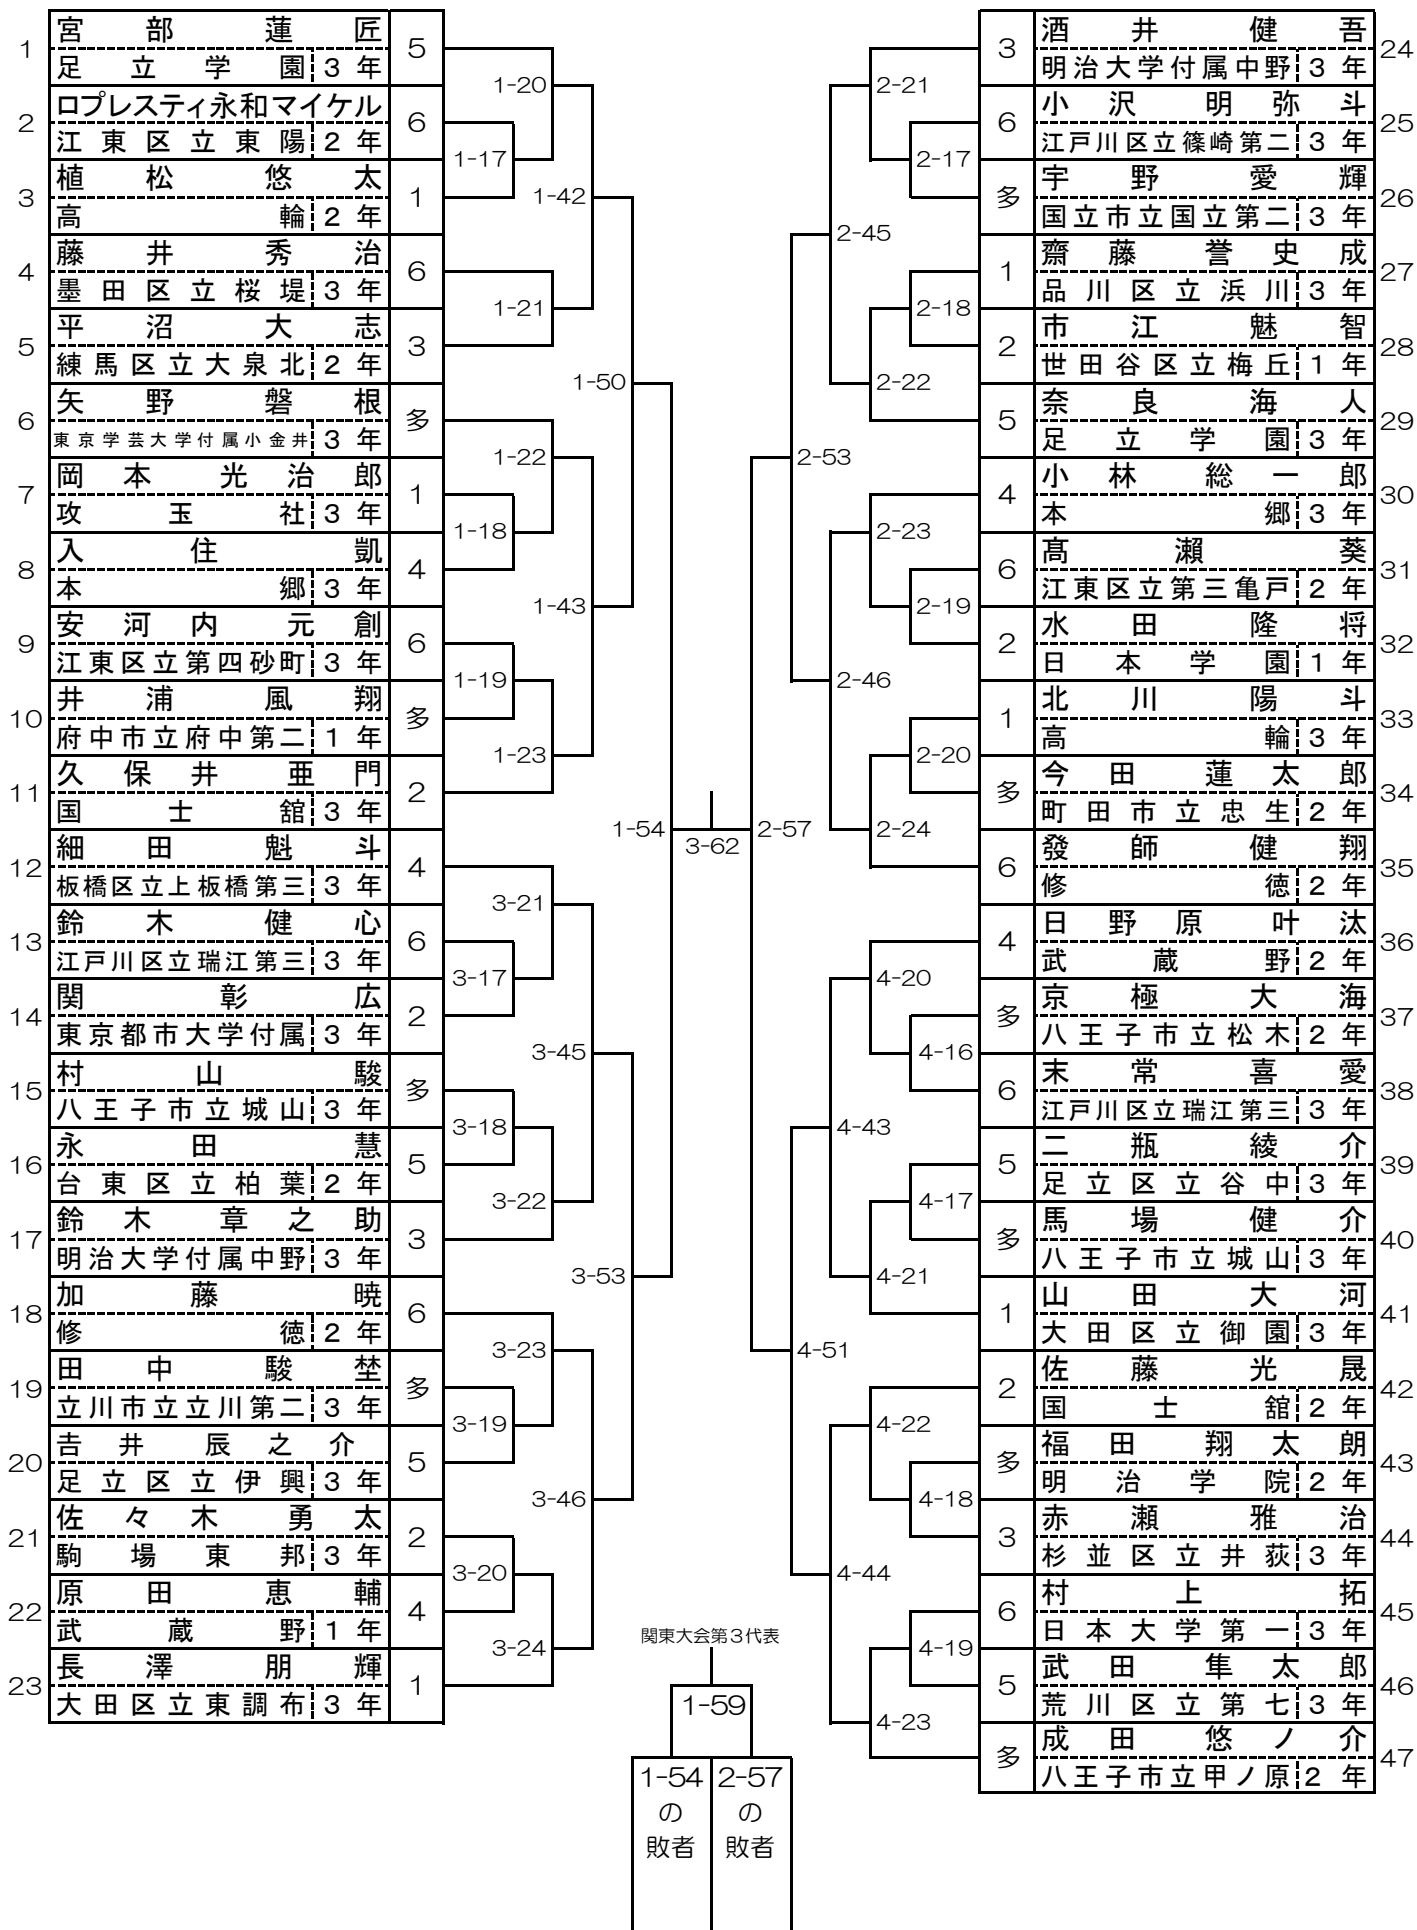 1 宮部蓮匠 5
足立学園 3年
2 ロプレスティ永和マイケル 6
江東区立東陽 2年
3 植松悠太 1
高輪 2年
4 藤井秀治 6
墨田区立桜堤 3年
5 平沼大志 3
練馬区立大泉北 2年
6 矢野磐根 多
東京学芸大学付属小金井 3年
7 岡本光治郎 1
攻玉社 3年
8 入住凱 4
本郷 3年
9 安河内元創 6
江東区立第四砂町 3年
10 井浦風翔 多
府中市立府中第二 1年
11 久保井亜門 2
国士舘 3年
12 細田魁斗 4
板橋区立上板橋第三 3年
13 鈴木健心 6
江戸川区立瑞江第三 3年
14 関彰広 2
東京都市大学付属 3年
15 村山駿 多
八王子市立城山 3年
16 永田慧 5
台東区立柏葉 2年
17 鈴木章之助 3
明治大学付属中野 3年
18 加藤暁 6
修徳 2年
19 田中駿埜 多
立川市立立川第二 3年
20 吉井辰之介 5
足立区立伊興 3年
21 佐々木勇太 2
駒場東邦 3年
22 原田恵輔 4
武蔵野 1年
23 長澤朋輝 1
大田区立東調布 3年
1-20
1-17
1-42
1-21
1-50
1-22
1-18
1-43
1-19
1-23
1-54
3-21
3-17
3-45
3-18
3-22
3-53
3-23
3-19
3-46
3-20
3-24
3-62
2-57
2-21
2-17
2-45
2-18
2-22
2-53
2-23
2-19
2-46
2-20
2-24
4-20
4-16
4-43
4-17
4-21
4-51
4-22
4-18
4-44
4-19
4-23
3 酒井健吾 24
明治大学付属中野 3年
6 小沢明弥斗 25
江戸川区立篠崎第二 3年
多 宇野愛輝 26
国立市立国立第二 3年
1 齋藤誉史成 27
品川区立浜川 3年
2 市江魅智 28
世田谷区立梅丘 1年
5 奈良海人 29
足立学園 3年
4 小林総一郎 30
本郷 3年
6 髙瀬葵 31
江東区立第三亀戸 2年
2 水田隆将 32
日本学園 1年
1 北川陽斗 33
高輪 3年
多 今田蓮太郎 34
町田市立忠生 2年
6 發師健翔 35
修徳 2年
4 日野原叶汰 36
武蔵野 2年
多 京極大海 37
八王子市立松木 2年
6 末常喜愛 38
江戸川区立瑞江第三 3年
5 二瓶綾介 39
足立区立谷中 3年
多 馬場健介 40
八王子市立城山 3年
1 山田大河 41
大田区立御園 3年
2 佐藤光晟 42
国士舘 2年
多 福田翔太朗 43
明治学院 2年
3 赤瀬雅治 44
杉並区立井荻 3年
6 村上拓 45
日本大学第一 3年
5 武田隼太郎 46
荒川区立第七 3年
多 成田悠ノ介 47
八王子市立甲ノ原 2年
関東大会第3代表
1-59
1-54 2-57
の の
敗者 敗者